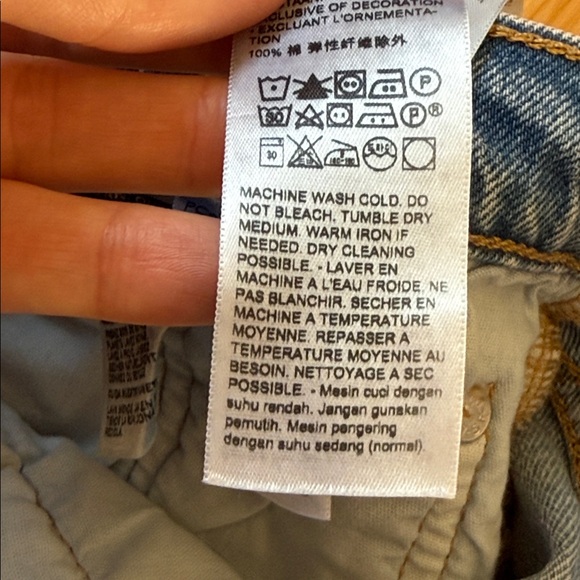 EXCLUSIVE OF DECORATION
- EXCLUANT L'ORNEMENTA-
TION
100% 棉 弹性纤维除外
P
30 P®
30
MACHINE WASH COLD. DO
NOT BLEACH. TUMBLE DRY
MEDIUM. WARM IRON IF
NEEDED. DRY CLEANING
POSSIBLE. - LAVER EN
MACHINE A L'EAU FROIDE. NE
PAS BLANCHIR. SECHER EN
MACHINE A TEMPERATURE
MOYENNE. REPASSER A
TEMPERATURE MOYENNE AU
BESOIN. NETTOYAGE A SEC
POSSIBLE. - Mesin cuci dengan
suhu rendah. Jangan gunakan
pemutih. Mesin pengering
dengan suhu sedang (normal).